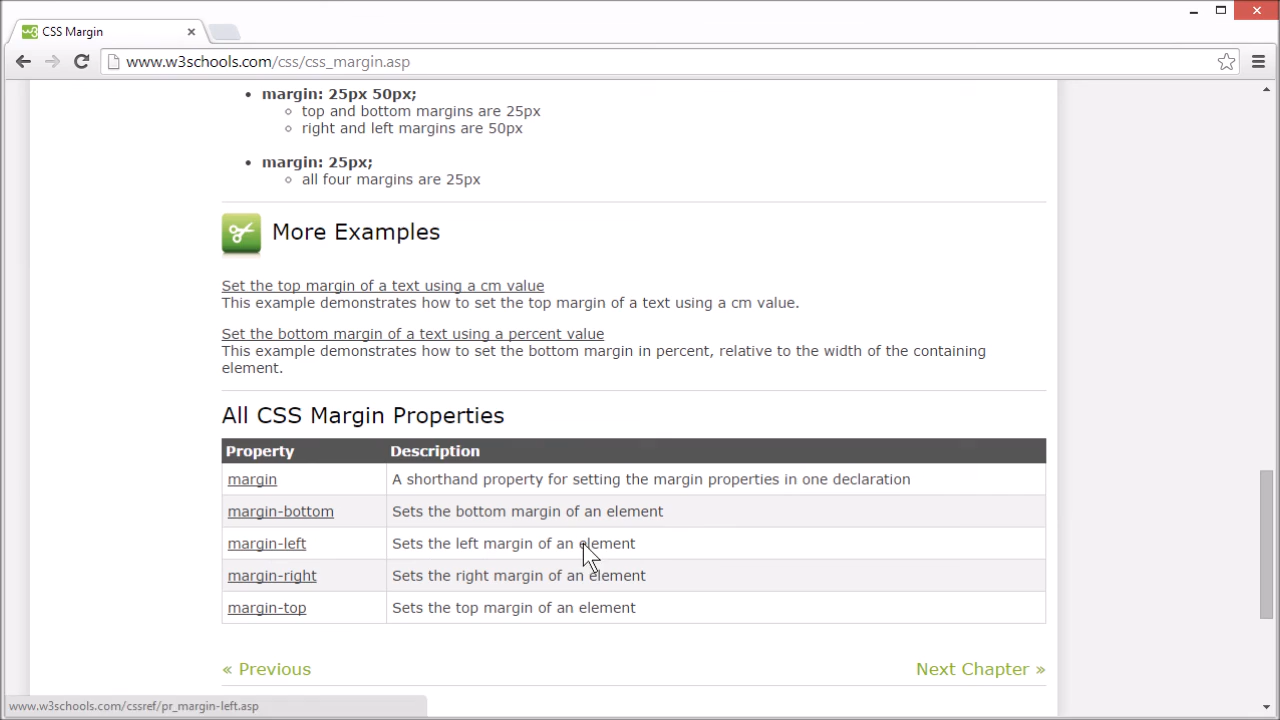 CSS Margin
www.w3schools.com/css/css_margin.asp
margin: 25px 50px;
top and bottom margins are 25px
right and left margins are 50px
margin: 25px;
all four margins are 25px
More Examples
Set the top margin of a text using a cm value
This example demonstrates how to set the top margin of a text using a cm value.
Set the bottom margin of a text using a percent value
This example demonstrates how to set the bottom margin in percent, relative to the width of the containing
element.
All CSS Margin Properties
Property Description
margin A shorthand property for setting the margin properties in one declaration
margin-bottom Sets the bottom margin of an element
margin-left Sets the left margin of an element
margin-right Sets the right margin of an element
margin-top Sets the top margin of an element
« Previous Next Chapter »
www.w3schools.com/cssref/pr_margin-left.asp